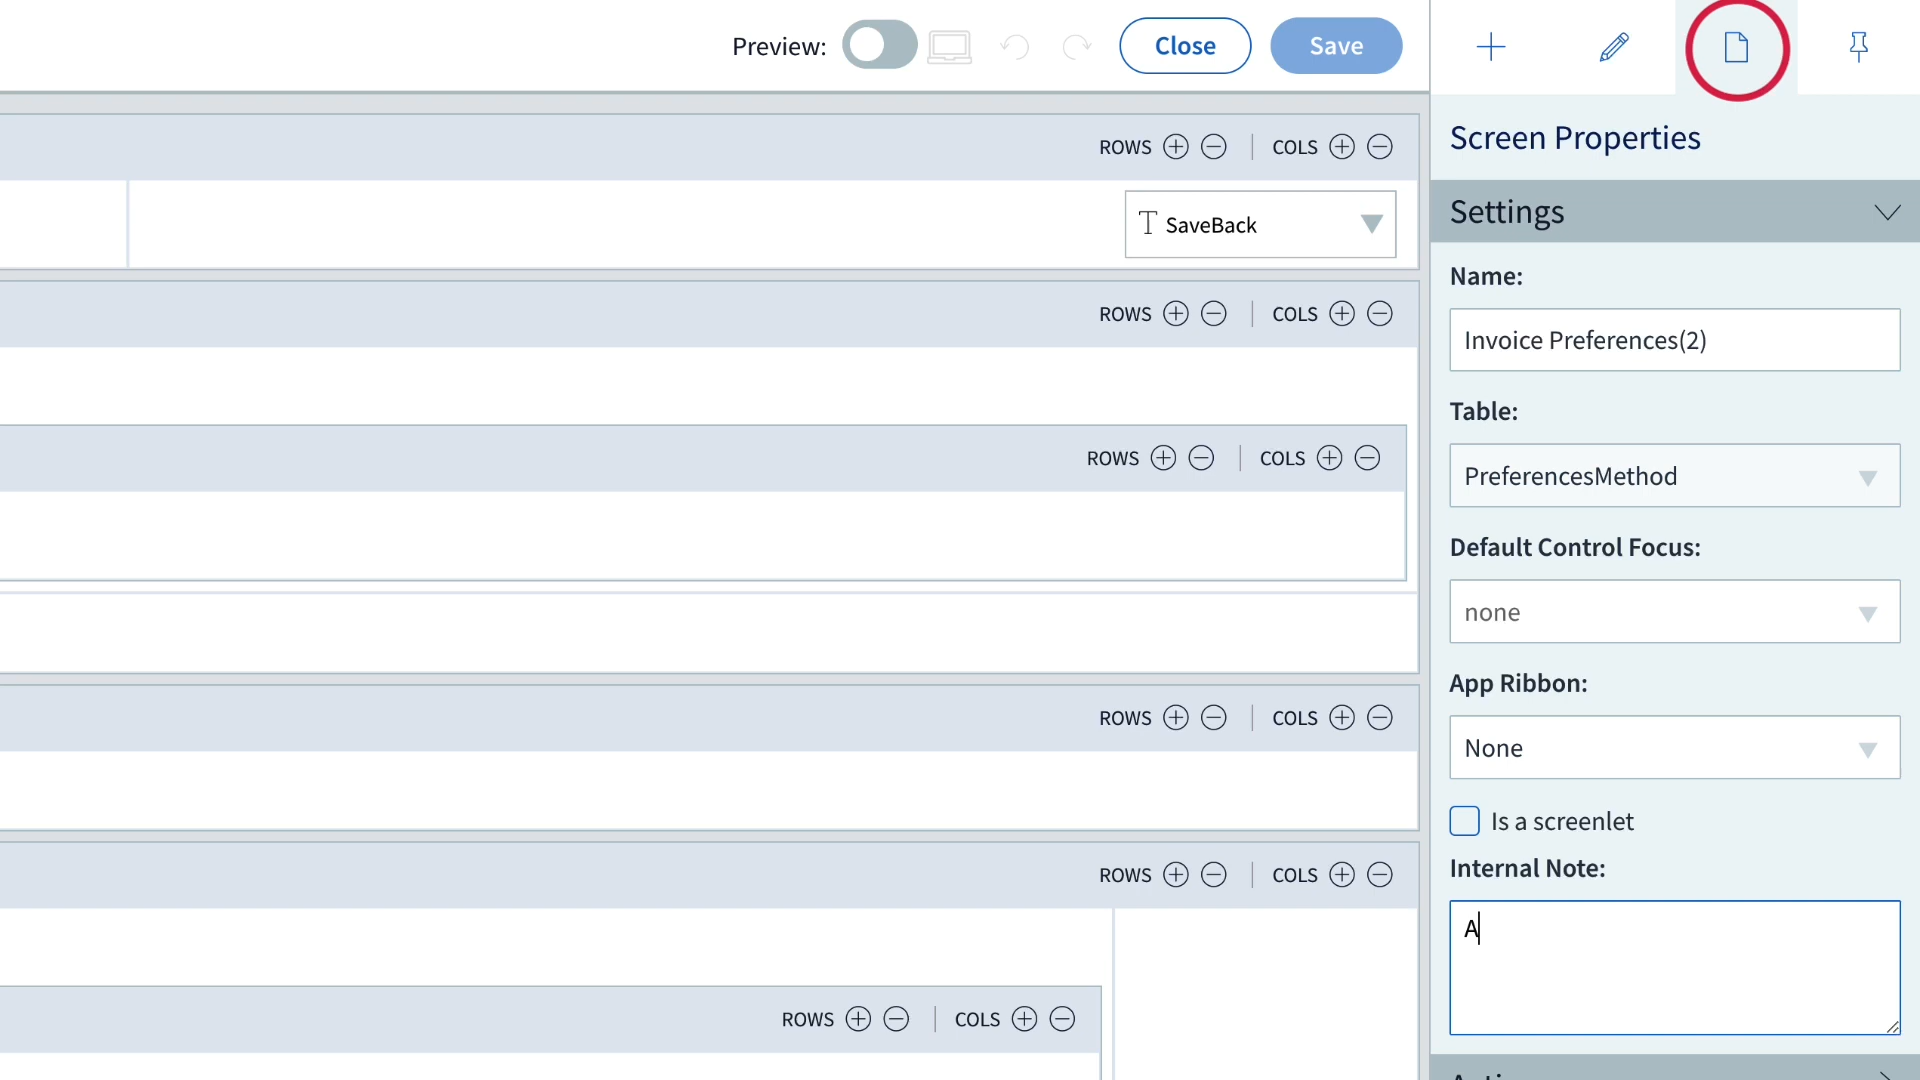 Preview:
Close
Save
Screen Properties
ROWS
COLS
Settings
SaveBack
Name:
Invoice Preferences(2)
ROWS
COLS
Table:
PreferencesMethod
ROWS
COLS
Default Control Focus:
none
App Ribbon:
None
ROWS
COLS
Is a screenlet
Internal Note:
ROWS
COLS
A
ROWS
COLS